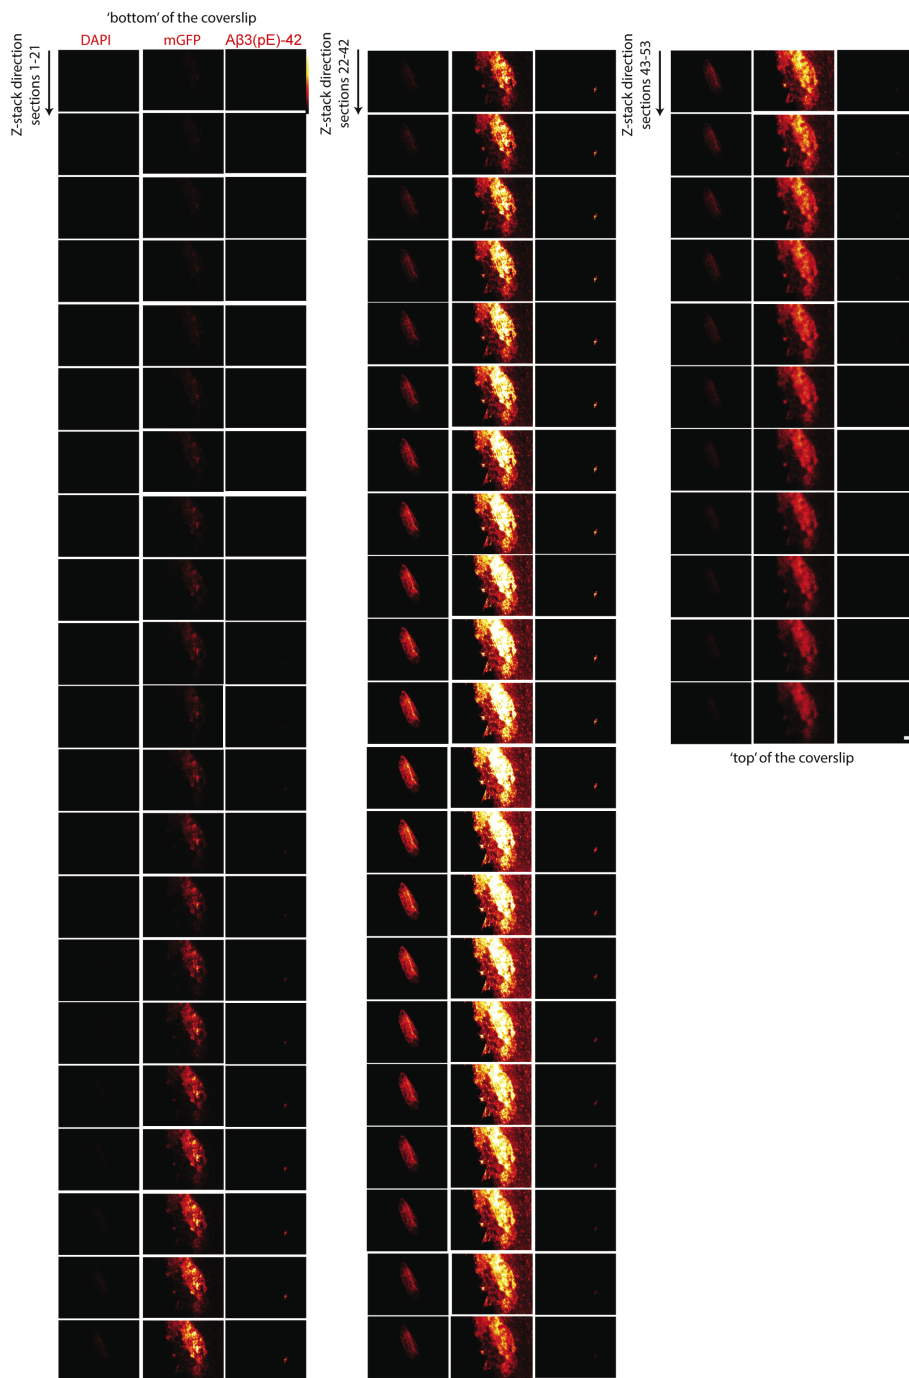 'bottom' of the coverslip
DAPI mGFP Aβ3(pE)-42
Z-stack direction
sections 1-21
Z-stack direction
sections 22-42
Z-stack direction
sections 43-53
'top' of the coverslip